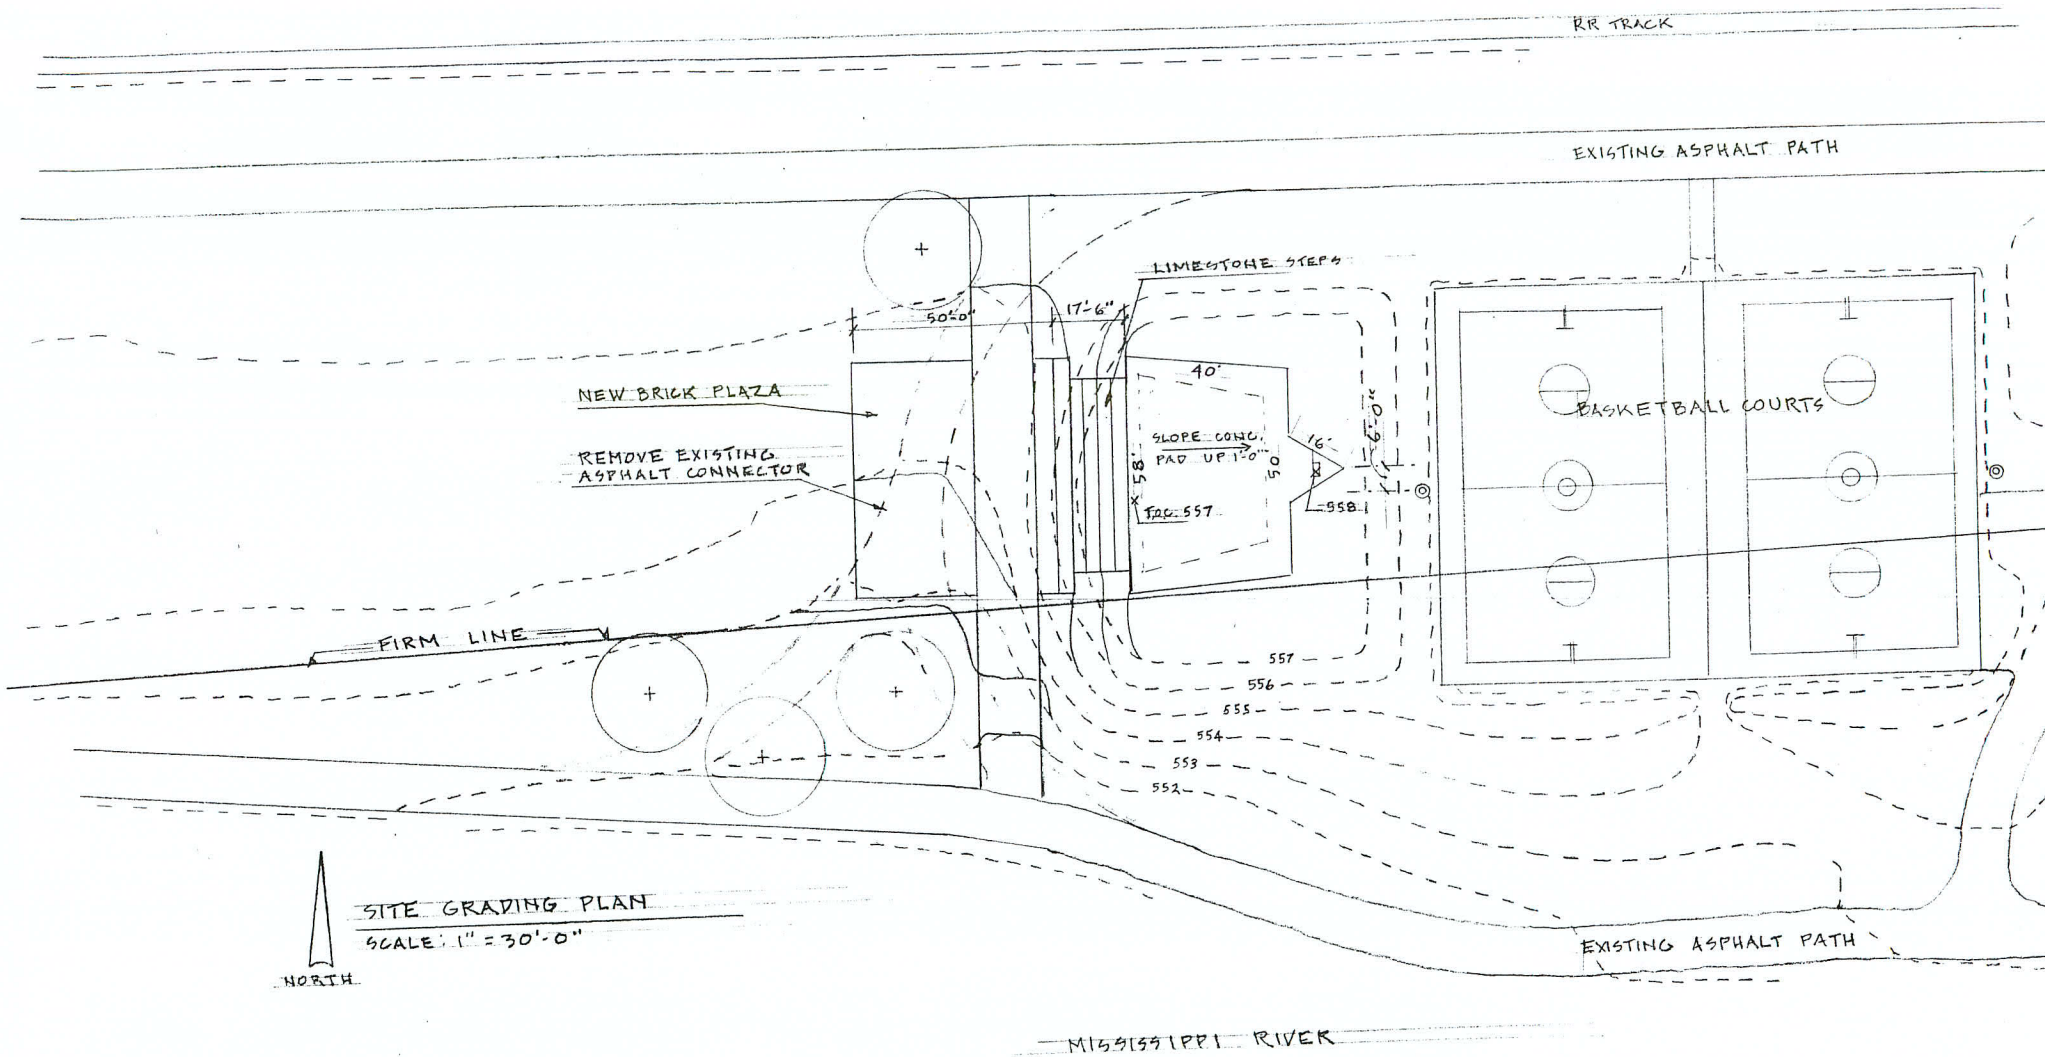 RR TRACK
EXISTING ASPHALT PATH
LIMESTONE STEPS
50'-0"
17'-6"
NEW BRICK PLAZA
40'
6'-0"
BASKETBALL COURTS
REMOVE EXISTING
ASPHALT CONNECTOR
SLOPE CONC.
PAD UP 1'-0"
58'
50
16'
T.O.C. 557
558
FIRM LINE
557
556
555
554
553
552
SITE GRADING PLAN
SCALE: 1" = 30'-0"
NORTH
EXISTING ASPHALT PATH
MISSISSIPPI RIVER